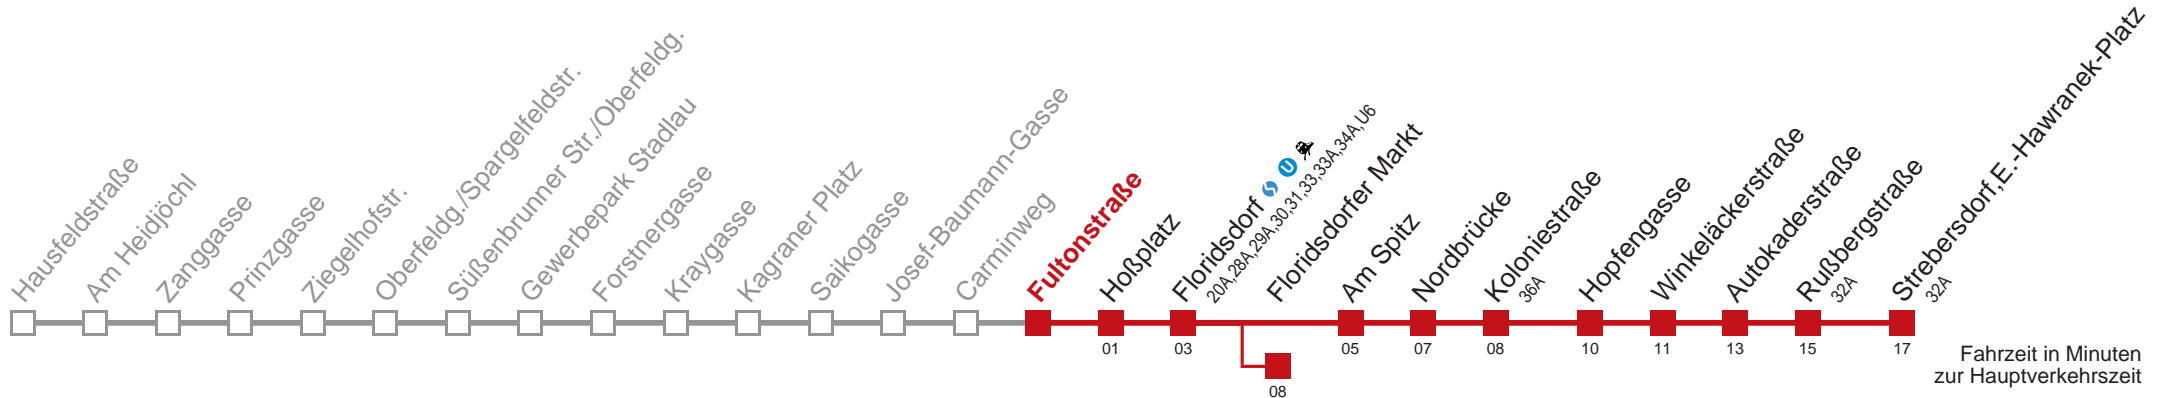 Hausfeldstraße
Am Heidjöchl
Zanggasse
Prinzgasse
Ziegelhofstr.
Oberfeldg./Spargelfeldstr.
Süßenbrunner Str./Oberfeldg.
Gewerbepark Stadlau
Forstnergasse
Kraygasse
Kagraner Platz
Saikogasse
Josef-Baumann-Gasse
Carminweg
Fultonstraße
Hoßplatz
01
Floridsdorf U
20A,28A,29A,30,31,33,33A,34A,U6
03
Floridsdorfer Markt
08
Am Spitz
05
Nordbrücke
07
Koloniestraße
36A
08
Hopfengasse
10
Winkeläckerstraße
11
Autokaderstraße
13
Rußbergstraße
32A
15
Strebersdorf,E.-Hawranek-Platz
32A
17
Fahrzeit in Minuten
zur Hauptverkehrszeit